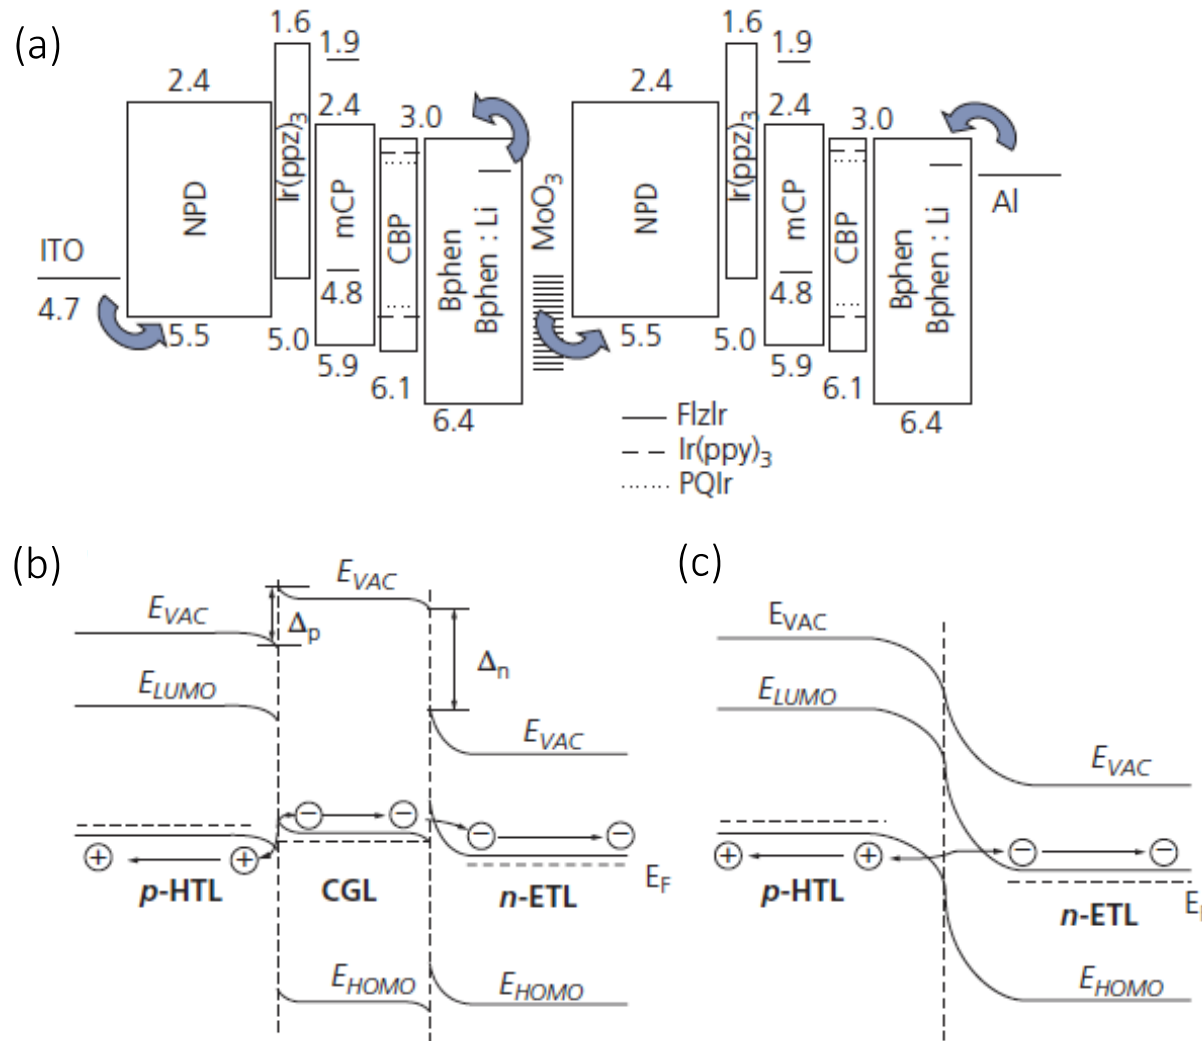 (a)
1.6
1.9
1.6
1.9
2.4
2.4
3.0
2.4
2.4
3.0
ITO
4.7
NPD
Ir(ppz)3
mCP
CBP
Bphen
Bphen : Li
MoO3
NPD
Ir(ppz)3
mCP
CBP
Bphen
Bphen : Li
Al
4.8
4.8
5.5
5.0
5.9
6.1
6.4
5.5
5.0
5.9
6.1
6.4
FlzIr
Ir(ppy)3
PQIr
(b)
EVAC
EVAC
Δp
Δn
ELUMO
EVAC
p-HTL
CGL
n-ETL
EF
EHOMO
EHOMO
(c)
EVAC
ELUMO
EVAC
p-HTL
n-ETL
EHOMO